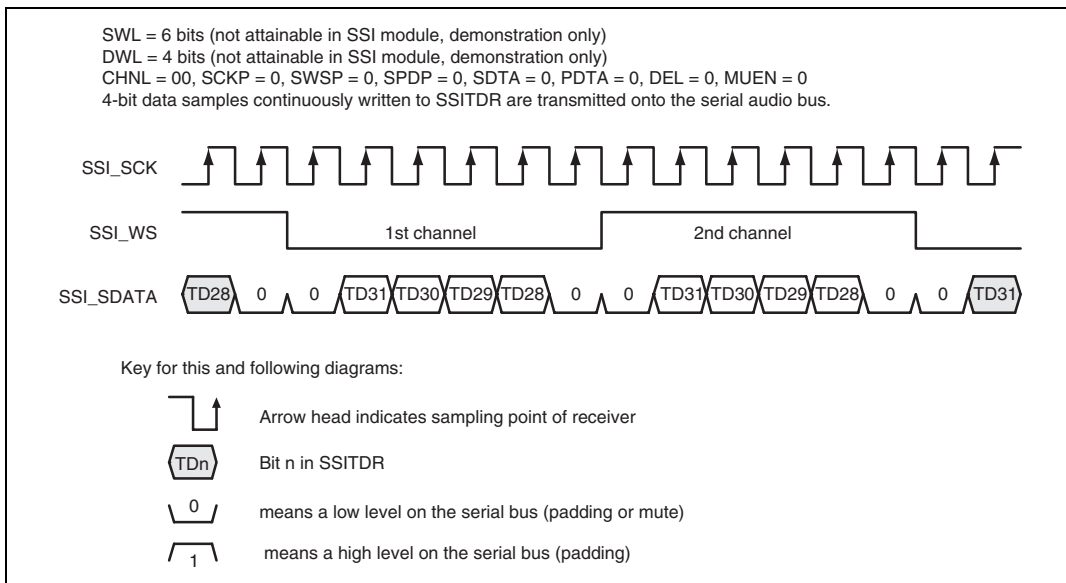 SWL = 6 bits (not attainable in SSI module, demonstration only)
DWL = 4 bits (not attainable in SSI module, demonstration only)
CHNL = 00, SCKP = 0, SWSP = 0, SPDP = 0, SDTA = 0, PDTA = 0, DEL = 0, MUEN = 0
4-bit data samples continuously written to SSITDR are transmitted onto the serial audio bus.
SSI_SCK
SSI_WS 1st channel 2nd channel
SSI_SDATA TD28 0 0 TD31 TD30 TD29 TD28 0 0 TD31 TD30 TD29 TD28 0 0 TD31
Key for this and following diagrams:
Arrow head indicates sampling point of receiver
TDn Bit n in SSITDR
0 means a low level on the serial bus (padding or mute)
1 means a high level on the serial bus (padding)